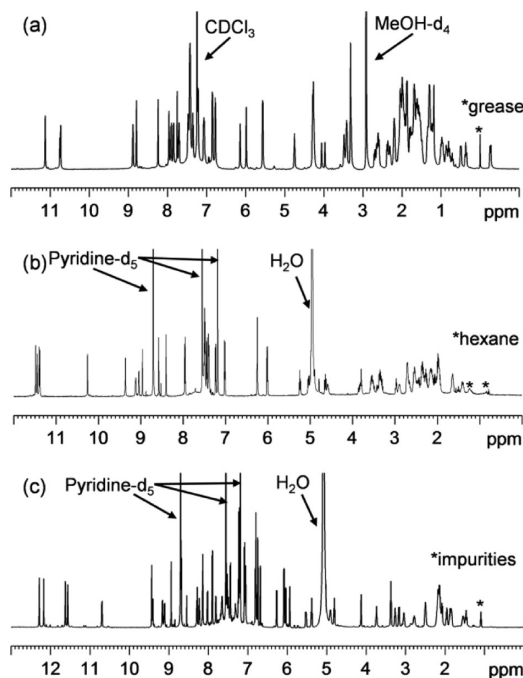 (a)
CDCl3
MeOH-d4
*grease
*
11 10 9 8 7 6 5 4 3 2 1
ppm
(b)
Pyridine-d5
H2O
*hexane
* *
11 10 9 8 7 6 5 4 3 2
ppm
(c)
Pyridine-d5
H2O
*impurities
*
12 11 10 9 8 7 6 5 4 3 2 1
ppm